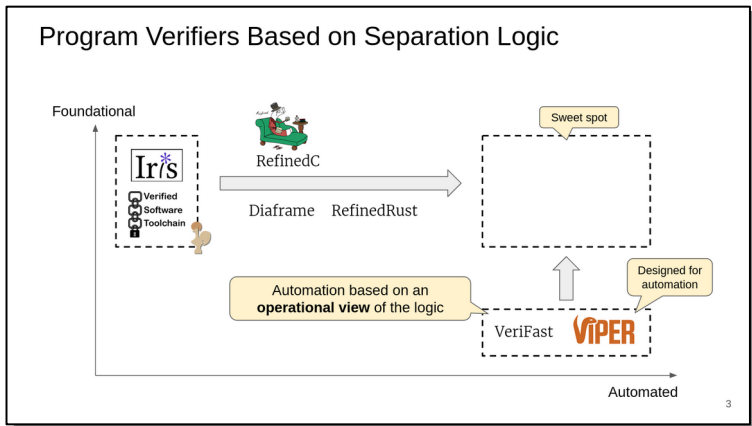 Program Verifiers Based on Separation Logic
Foundational
Sweet spot
Iris
RefinedC
Verified
Software
Toolchain
Diaframe RefinedRust
Designed for
automation
Automation based on an
operational view of the logic
VeriFast VIPER
Automated
3